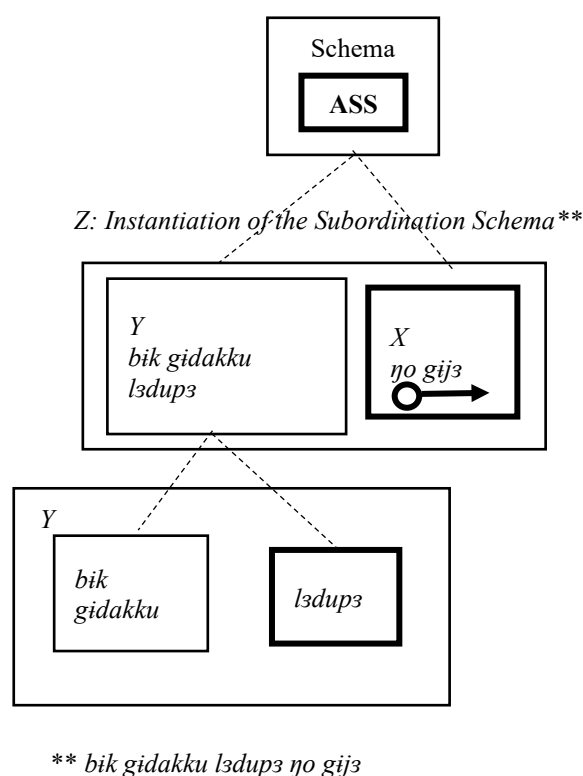 Schema
ASS
Z: Instantiation of the Subordination Schema**
Y
bɨk gɨdakku
lɜdupɜ
X
ŋo gɨjɜ
Y
bɨk
gɨdakku
lɜdupɜ
** bɨk gɨdakku lɜdupɜ ŋo gɨjɜ